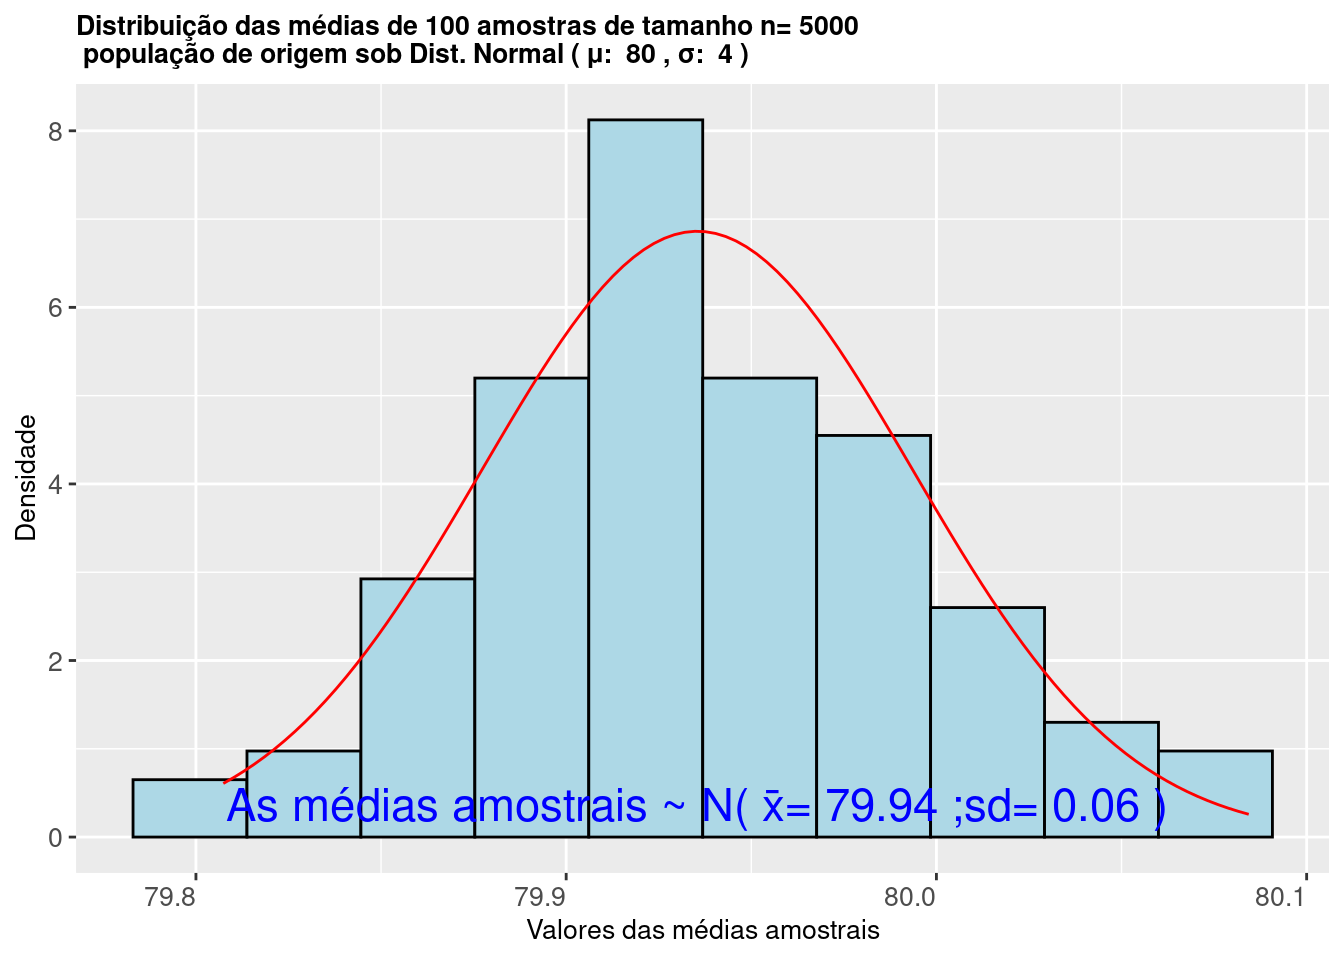 Distribuição das médias de 100 amostras de tamanho n= 5000
população de origem sob Dist. Normal ( μ:  80 , σ:  4 )
8
6
4
2
0
Densidade
As médias amostrais ~ N( x̄= 79.94 ;sd= 0.06 )
79.8 79.9 80.0 80.1
Valores das médias amostrais